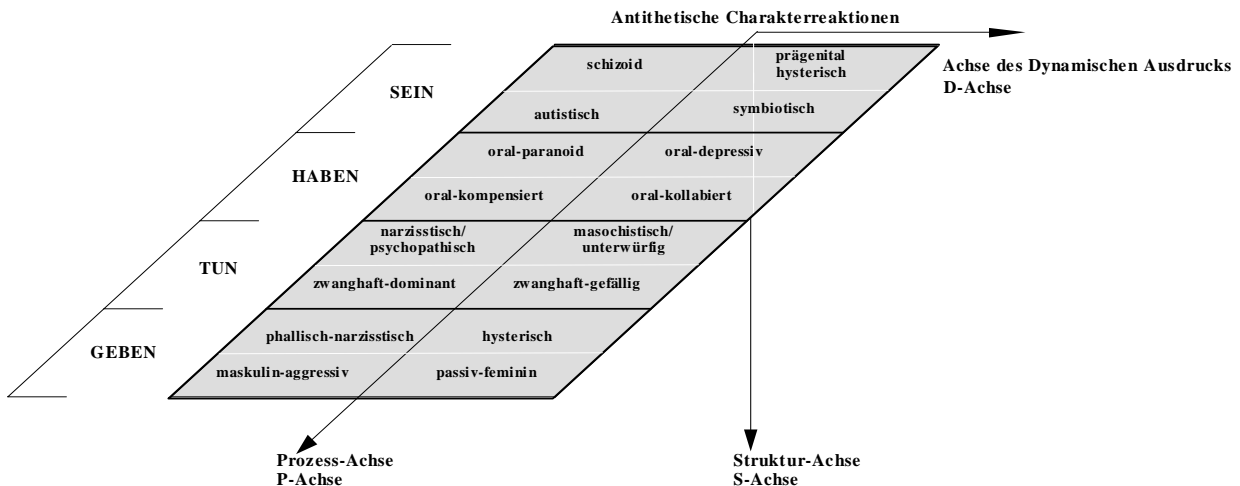 Antithetische Charakterreaktionen
Achse des Dynamischen Ausdrucks
D-Achse
SEIN
schizoid
prägenital
hysterisch
autistisch
symbiotisch
HABEN
oral-paranoid
oral-depressiv
oral-kompensiert
oral-kollabiert
TUN
narzisstisch/
psychopathisch
masochistisch/
unterwürfig
zwanghaft-dominant
zwanghaft-gefällig
GEBEN
phallisch-narzisstisch
hysterisch
maskulin-aggressiv
passiv-feminin
Prozess-Achse
P-Achse
Struktur-Achse
S-Achse